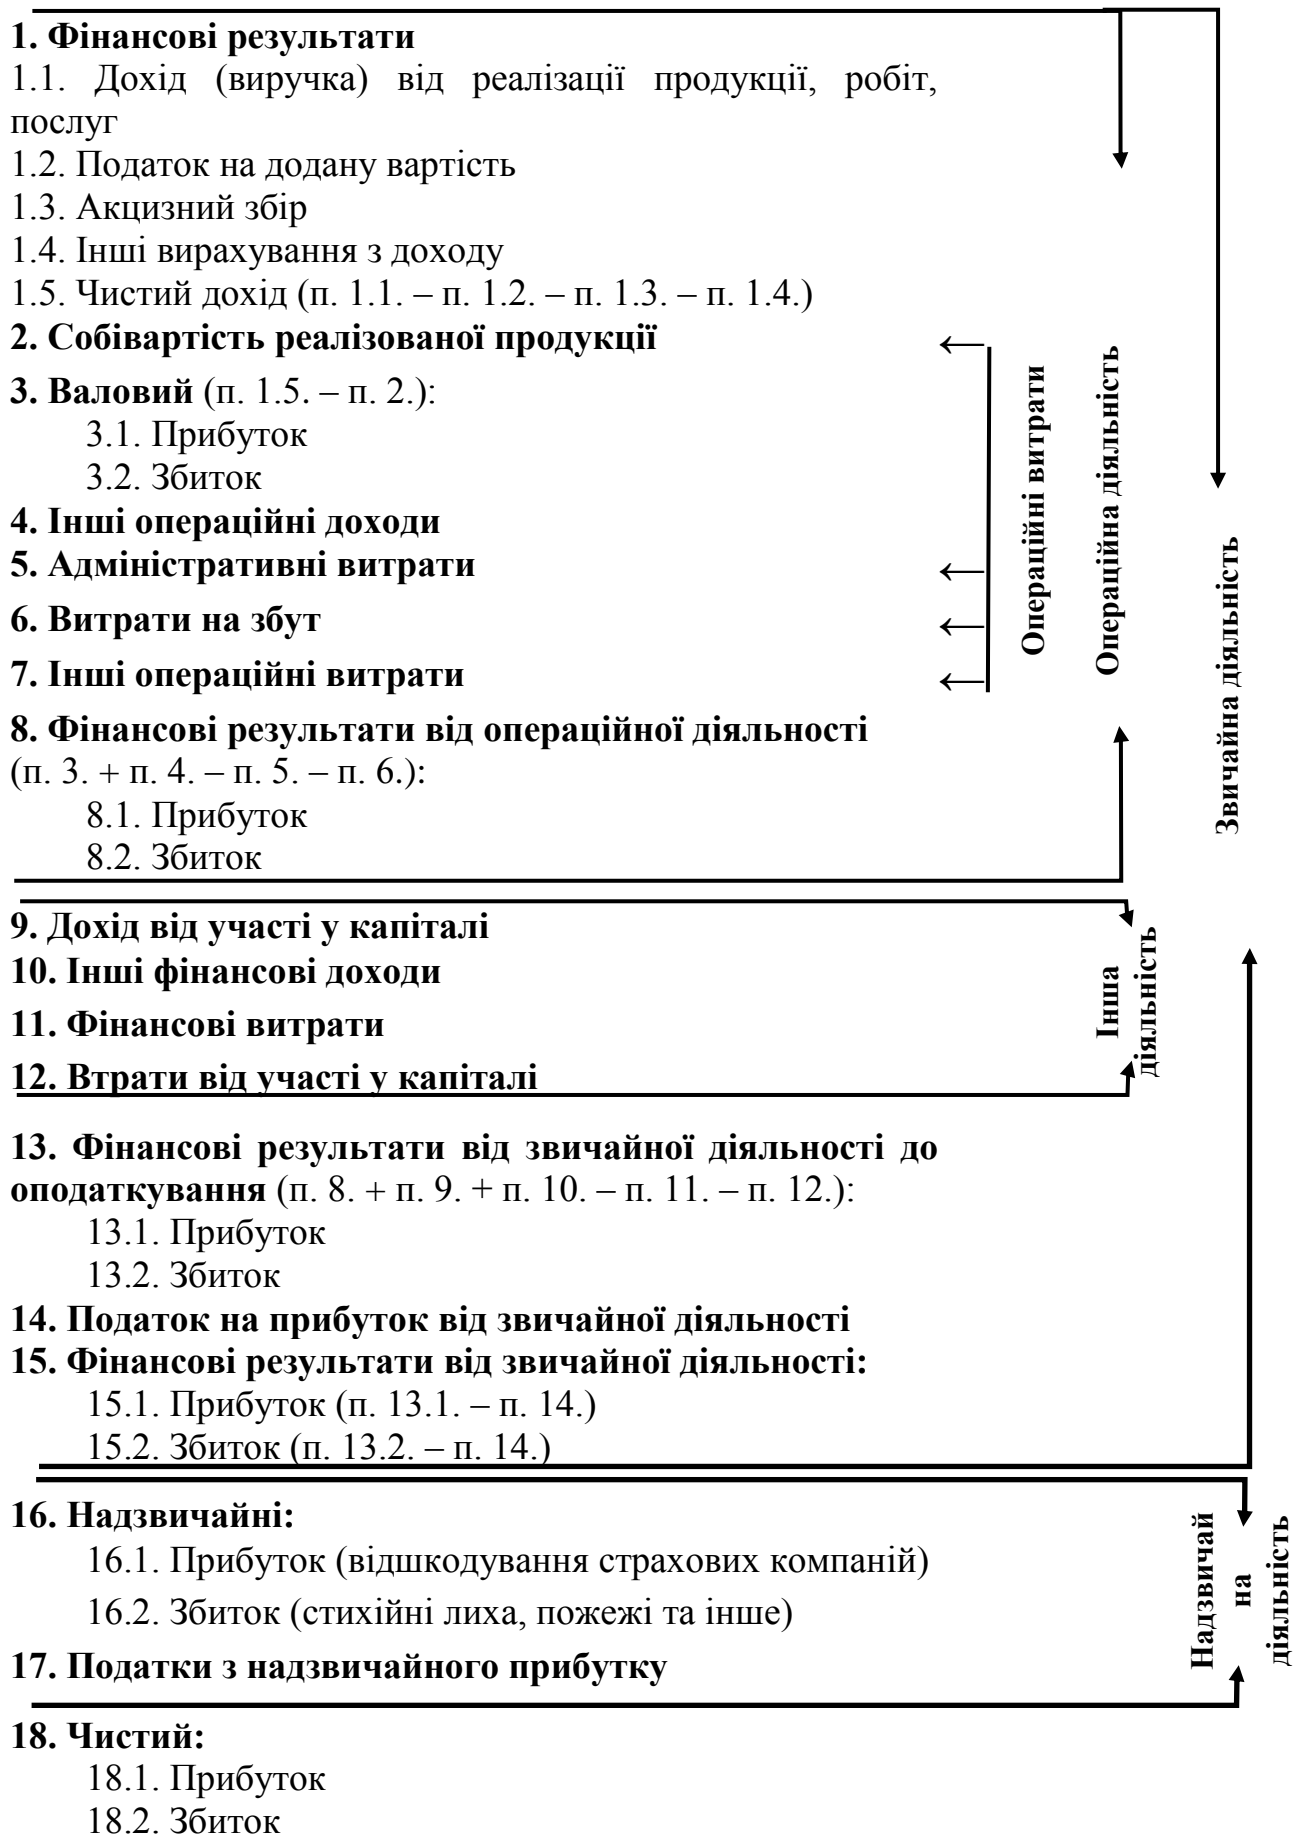 1. Фінансові результати
1.1. Дохід (виручка) від реалізації продукції, робіт,
послуг
1.2. Податок на додану вартість
1.3. Акцизний збір
1.4. Інші вирахування з доходу
1.5. Чистий дохід (п. 1.1. – п. 1.2. – п. 1.3. – п. 1.4.)
2. Собівартість реалізованої продукції
3. Валовий (п. 1.5. – п. 2.):
3.1. Прибуток
3.2. Збиток
4. Інші операційні доходи
5. Адміністративні витрати
6. Витрати на збут
7. Інші операційні витрати
Операційні витрати
Операційна діяльність
Звичайна діяльність
8. Фінансові результати від операційної діяльності
(п. 3. + п. 4. – п. 5. – п. 6.):
8.1. Прибуток
8.2. Збиток
9. Дохід від участі у капіталі
10. Інші фінансові доходи
11. Фінансові витрати
12. Втрати від участі у капіталі
Інша
діяльність
13. Фінансові результати від звичайної діяльності до
оподаткування (п. 8. + п. 9. + п. 10. – п. 11. – п. 12.):
13.1. Прибуток
13.2. Збиток
14. Податок на прибуток від звичайної діяльності
15. Фінансові результати від звичайної діяльності:
15.1. Прибуток (п. 13.1. – п. 14.)
15.2. Збиток (п. 13.2. – п. 14.)
16. Надзвичайні:
16.1. Прибуток (відшкодування страхових компаній)
16.2. Збиток (стихійні лиха, пожежі та інше)
17. Податки з надзвичайного прибутку
Надзвичай
на
діяльність
18. Чистий:
18.1. Прибуток
18.2. Збиток